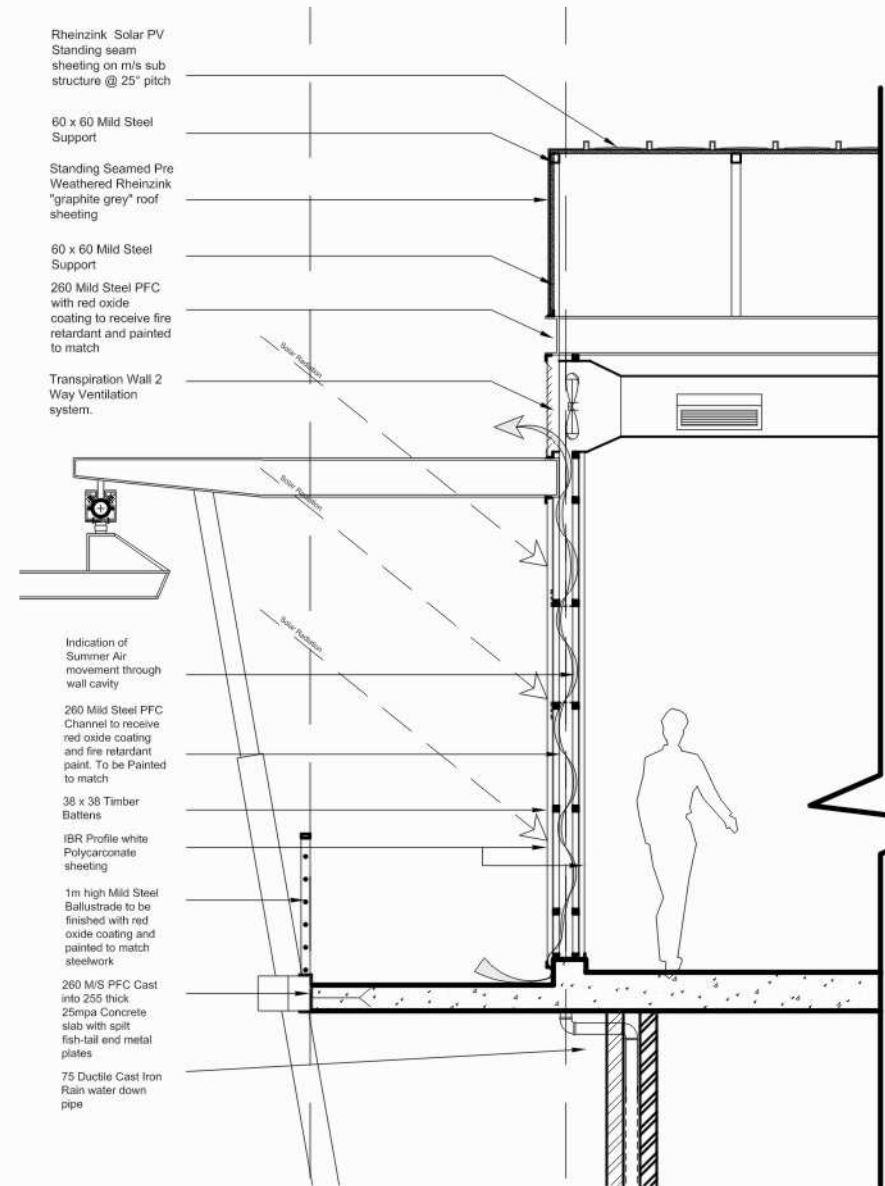 Rheinzink Solar PV
Standing seam
sheeting on m/s sub
structure @ 25° pitch
60 x 60 Mild Steel
Support
Standing Seamed Pre
Weathered Rheinzink
"graphite grey" roof
sheeting
60 x 60 Mild Steel
Support
260 Mild Steel PFC
with red oxide
coating to receive fire
retardant and painted
to match
Solar Radiation
Transpiration Wall 2
Way Ventilation
system.
Solar Radiation
Solar Radiation
Indication of
Summer Air
movement through
wall cavity
260 Mild Steel PFC
Channel to receive
red oxide coating
and fire retardant
paint. To be Painted
to match
38 x 38 Timber
Battens
IBR Profile white
Polycarconate
sheeting
1m high Mild Steel
Ballustrade to be
finished with red
oxide coating and
painted to match
steelwork
260 M/S PFC Cast
into 255 thick
25mpa Concrete
slab with spilt
fish-tail end metal
plates
75 Ductile Cast Iron
Rain water down
pipe